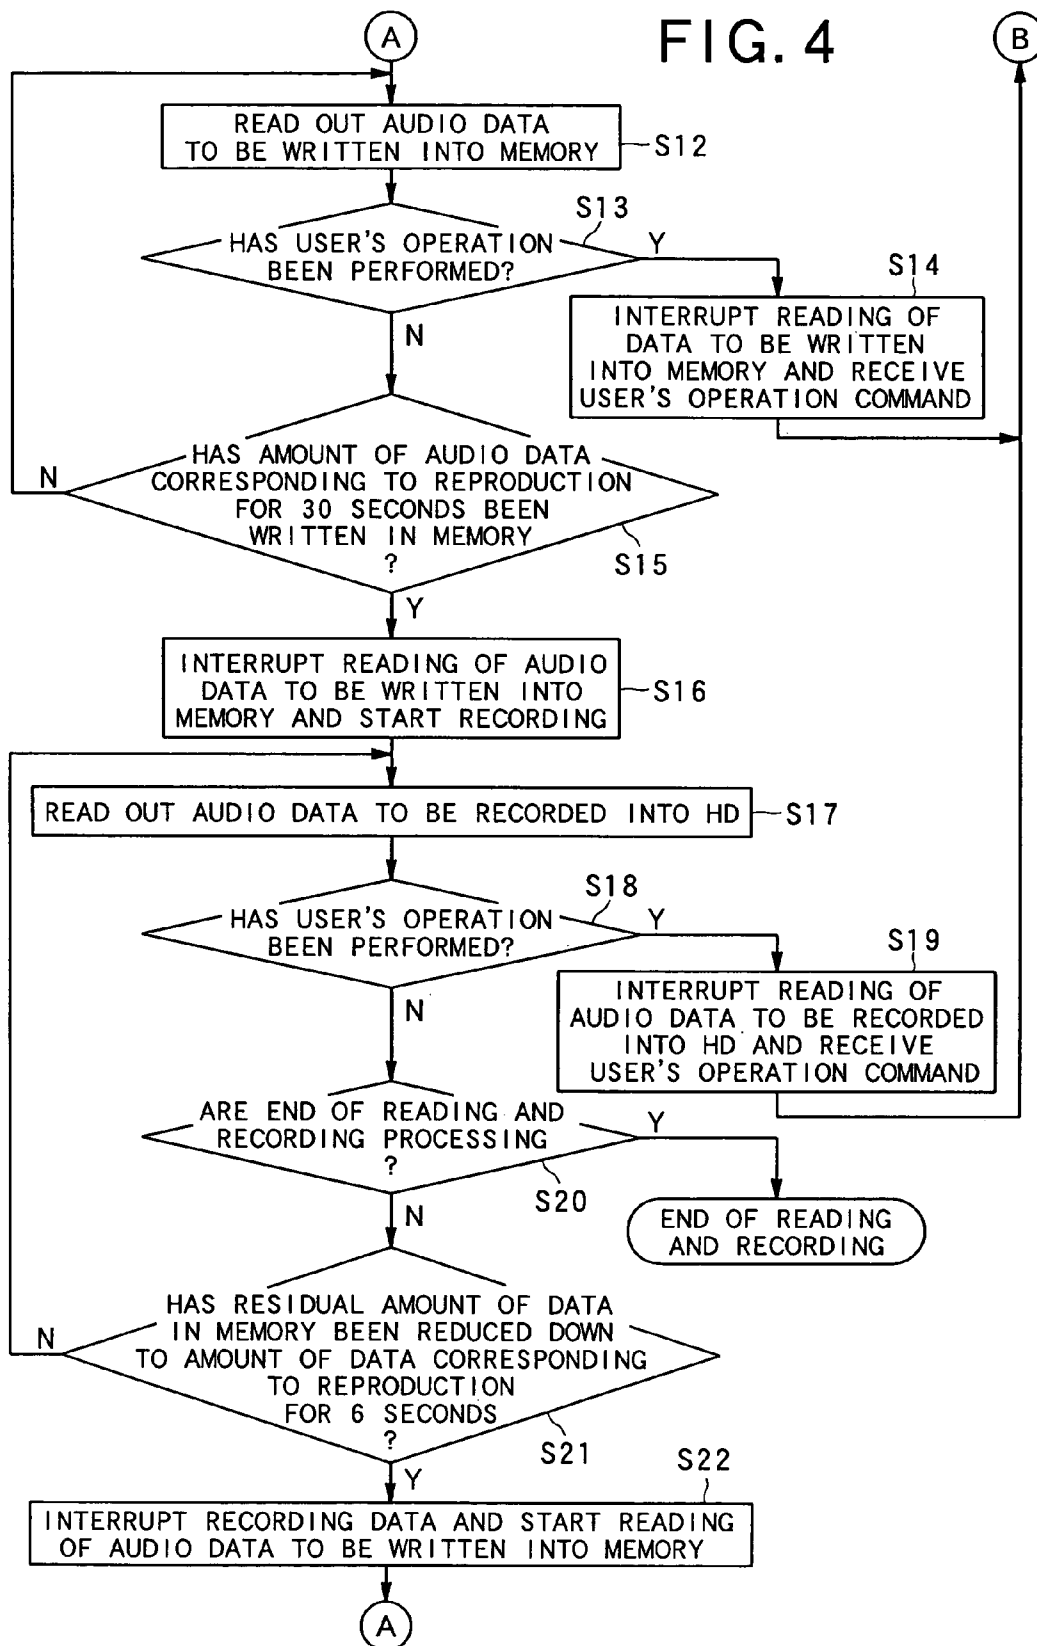 A
FIG. 4
B
READ OUT AUDIO DATA
TO BE WRITTEN INTO MEMORY
S12
S13
HAS USER'S OPERATION
BEEN PERFORMED?
Y
N
S14
INTERRUPT READING OF
DATA TO BE WRITTEN
INTO MEMORY AND RECEIVE
USER'S OPERATION COMMAND
HAS AMOUNT OF AUDIO DATA
CORRESPONDING TO REPRODUCTION
FOR 30 SECONDS BEEN
WRITTEN IN MEMORY
?
N
S15
Y
INTERRUPT READING OF AUDIO
DATA TO BE WRITTEN INTO
MEMORY AND START RECORDING
S16
READ OUT AUDIO DATA TO BE RECORDED INTO HD
S17
S18
HAS USER'S OPERATION
BEEN PERFORMED?
Y
N
S19
INTERRUPT READING OF
AUDIO DATA TO BE RECORDED
INTO HD AND RECEIVE
USER'S OPERATION COMMAND
ARE END OF READING AND
RECORDING PROCESSING
?
Y
S20
N
END OF READING
AND RECORDING
HAS RESIDUAL AMOUNT OF DATA
IN MEMORY BEEN REDUCED DOWN
TO AMOUNT OF DATA CORRESPONDING
TO REPRODUCTION
FOR 6 SECONDS
?
N
S21
Y
S22
INTERRUPT RECORDING DATA AND START READING
OF AUDIO DATA TO BE WRITTEN INTO MEMORY
A